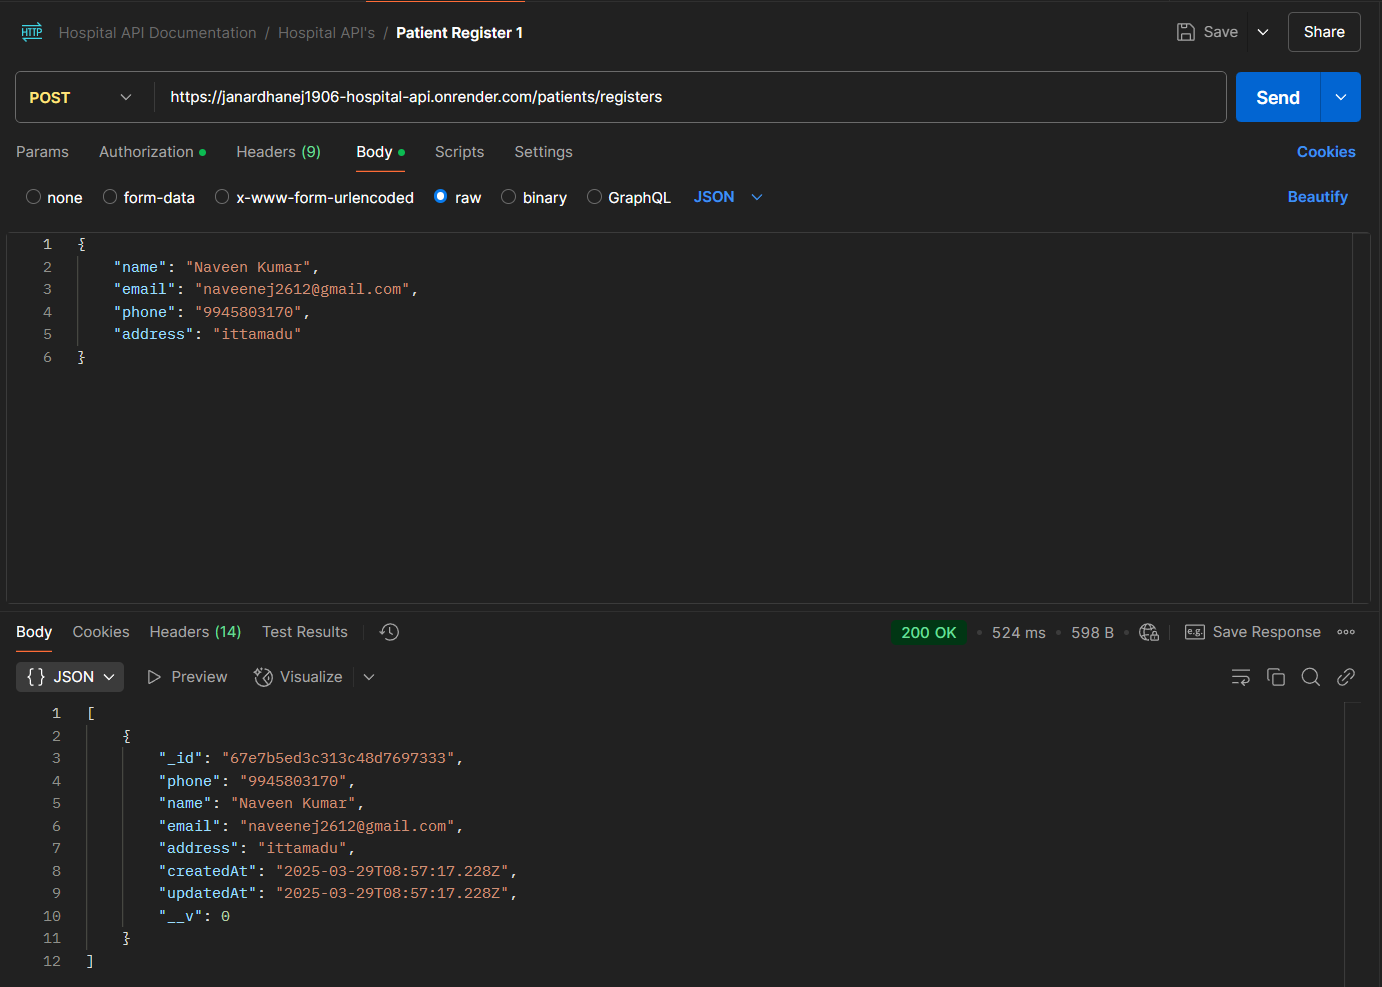 HTTP Hospital API Documentation / Hospital API's / Patient Register 1 Save Share
POST https://janardhanej1906-hospital-api.onrender.com/patients/registers Send
Params Authorization Headers (9) Body Scripts Settings Cookies
none form-data x-www-form-urlencoded raw binary GraphQL JSON Beautify
1 {
2 "name": "Naveen Kumar",
3 "email": "naveenej2612@gmail.com",
4 "phone": "9945803170",
5 "address": "ittamadu"
6 }
Body Cookies Headers (14) Test Results 200 OK • 524 ms • 598 B • e.g. Save Response
{} JSON Preview Visualize
1 [
2 {
3 "_id": "67e7b5ed3c313c48d7697333",
4 "phone": "9945803170",
5 "name": "Naveen Kumar",
6 "email": "naveenej2612@gmail.com",
7 "address": "ittamadu",
8 "createdAt": "2025-03-29T08:57:17.228Z",
9 "updatedAt": "2025-03-29T08:57:17.228Z",
10 "__v": 0
11 }
12 ]